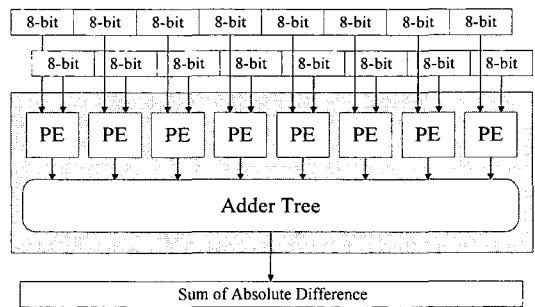 8-bit 8-bit 8-bit 8-bit 8-bit 8-bit 8-bit 8-bit
8-bit 8-bit 8-bit 8-bit 8-bit 8-bit 8-bit 8-bit
PE PE PE PE PE PE PE PE
Adder Tree
Sum of Absolute Difference